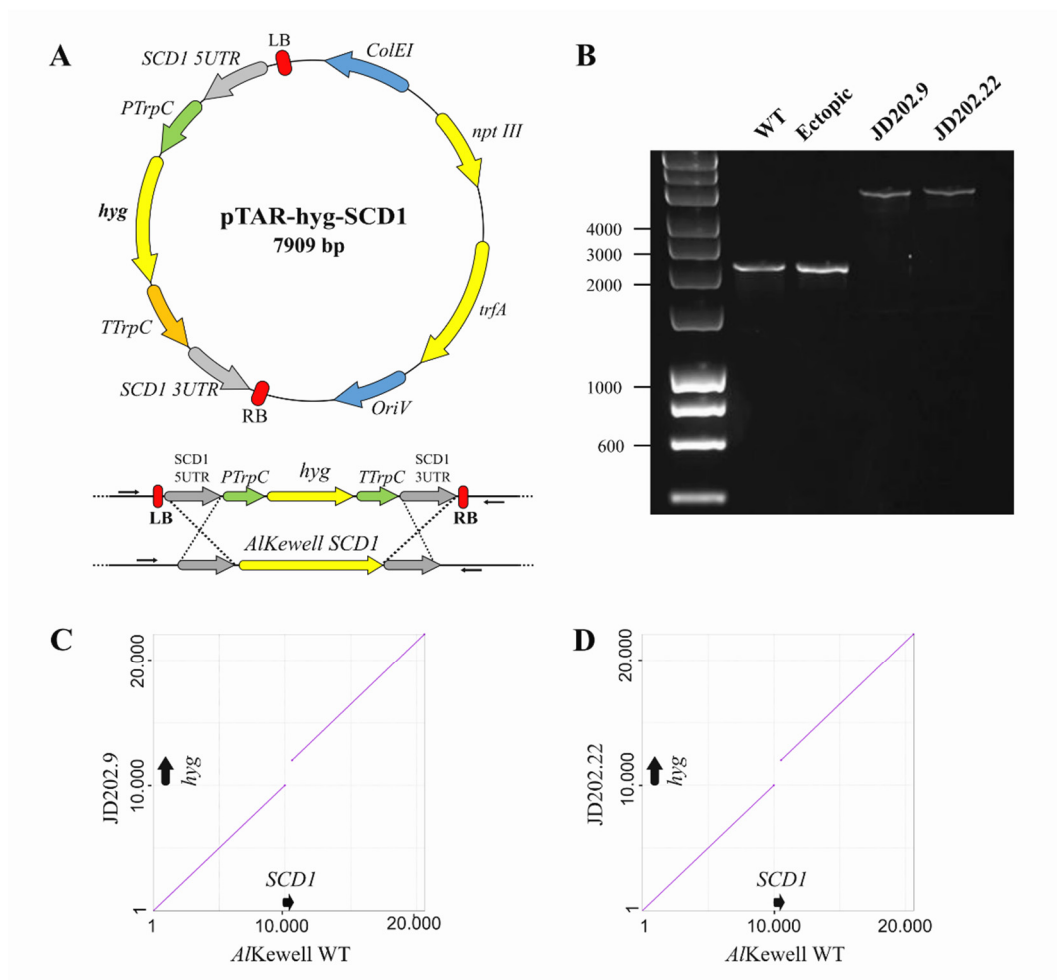 A
LB
SCD1 5UTR
ColEI
PTrpC
npt III
hyg
pTAR-hyg-SCD1
7909 bp
trfA
TTrpC
SCD1 3UTR
RB
OriV
SCD1
5UTR
PTrpC
hyg
TTrpC
SCD1
3UTR
LB
RB
AlKewell SCD1
B
WT
Ectopic
JD202.9
JD202.22
4000
3000
2000
1000
600
C
JD202.9
hyg
20.000
10.000
1
SCD1
1
10.000
20.000
AlKewell WT
D
JD202.22
hyg
20.000
10.000
1
SCD1
1
10.000
20.000
AlKewell WT